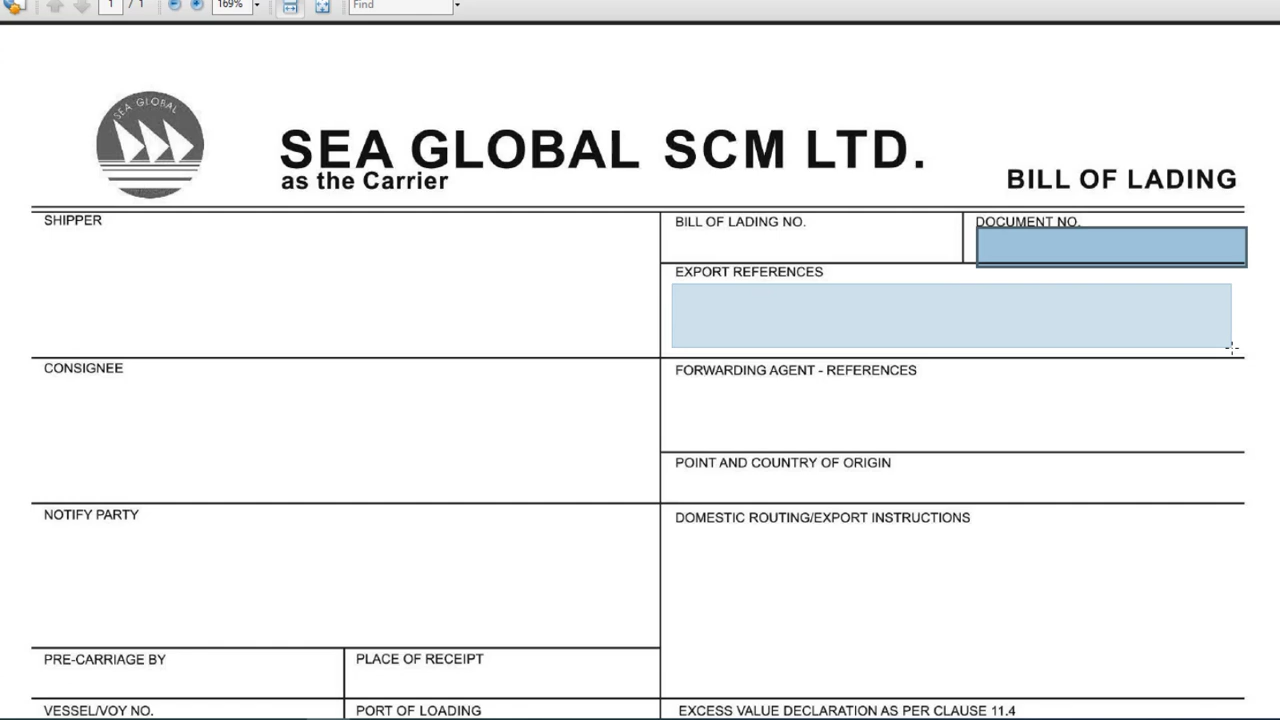 1 / 1
169%
Find
SEA GLOBAL
SEA GLOBAL SCM LTD.
as the Carrier
BILL OF LADING
SHIPPER
BILL OF LADING NO.
DOCUMENT NO.
EXPORT REFERENCES
CONSIGNEE
FORWARDING AGENT - REFERENCES
POINT AND COUNTRY OF ORIGIN
NOTIFY PARTY
DOMESTIC ROUTING/EXPORT INSTRUCTIONS
PRE-CARRIAGE BY
PLACE OF RECEIPT
VESSEL/VOY NO.
PORT OF LOADING
EXCESS VALUE DECLARATION AS PER CLAUSE 11.4